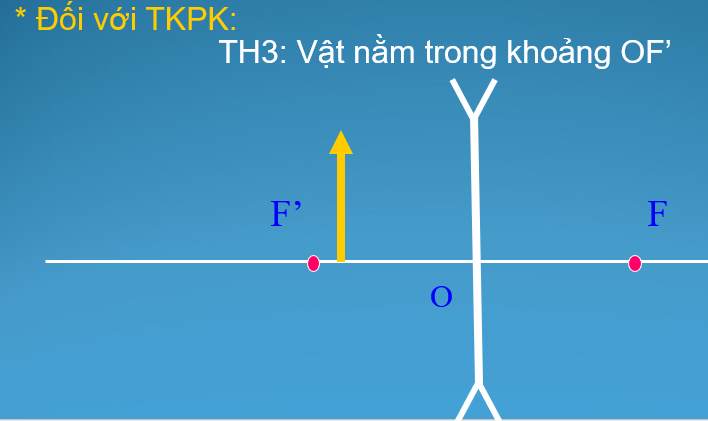 * Đối với TKPK:
TH3: Vật nằm trong khoảng OF’
F’
F
O